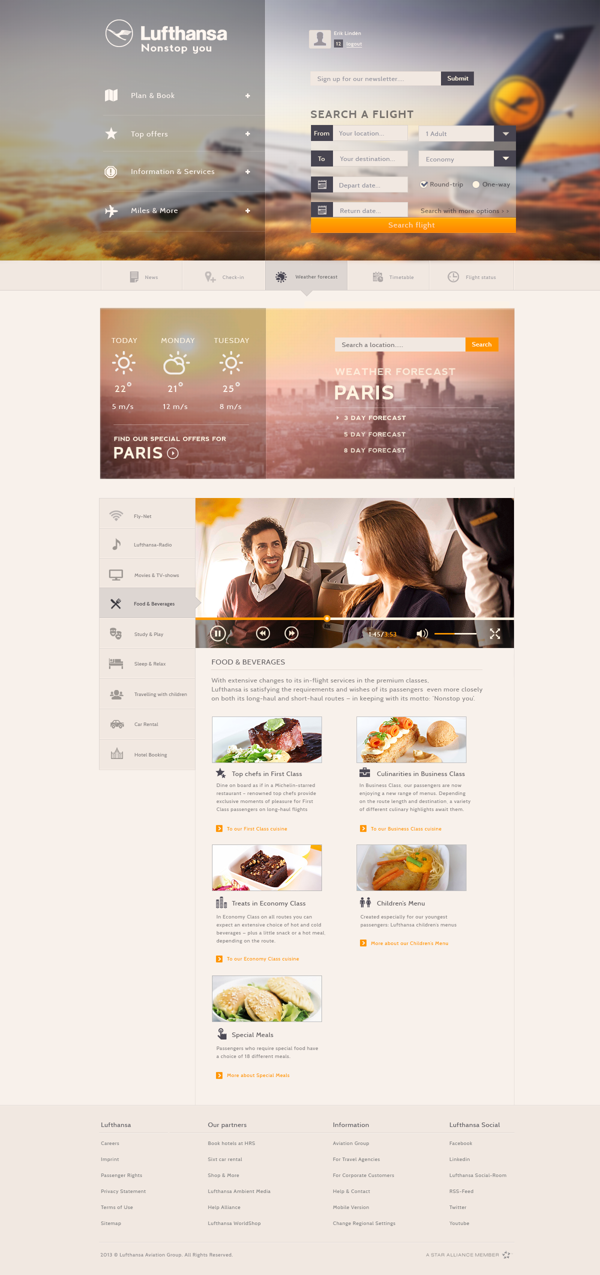 Lufthansa
Nonstop you
Plan & Book
Top offers
Information & Services
Miles & More
Erik Linden
12 logout
Sign up for our newsletter...
Submit
SEARCH A FLIGHT
From Your location... 1 Adult
To Your destination... Economy
Depart date... Round-trip One-way
Return date... Search with more options > >
Search flight
News
Check-in
Weather forecast
Timetable
Flight status
TODAY MONDAY TUESDAY
22° 21° 25°
5 m/s 12 m/s 8 m/s
FIND OUR SPECIAL OFFERS FOR
PARIS
Search a location.... Search
WEATHER FORECAST
PARIS
3 DAY FORECAST
5 DAY FORECAST
8 DAY FORECAST
Fly-Net
Lufthansa-Radio
Movies & TV-shows
Food & Beverages
Study & Play
Sleep & Relax
Travelling with children
Car Rental
Hotel Booking
1:45/3:53
FOOD & BEVERAGES
With extensive changes to its in-flight services in the premium classes,
Lufthansa is satisfying the requirements and wishes of its passengers even more closely
on both its long-haul and short-haul routes – in keeping with its motto: 'Nonstop you'.
Top chefs in First Class
Dine on board as if in a Michelin-starred
restaurant – renowned top chefs provide
exclusive moments of pleasure for First
Class passengers on long-haul flights
To our First Class cuisine
Culinarities in Business Class
In Business Class, our passengers are now
enjoying a new range of menus. Depending
on the route length and destination, a variety
of different culinary highlights await them.
To our Business Class cuisine
Treats in Economy Class
In Economy Class on all routes you can
expect an extensive choice of hot and cold
beverages – plus a little snack or a hot meal,
depending on the route.
To our Economy Class cuisine
Children's Menu
Created especially for our youngest
passengers: Lufthansa children's menus
More about our Children's Menu
Special Meals
Passengers who require special food have
a choice of 18 different meals.
More about Special Meals
Lufthansa
Careers
Imprint
Passenger Rights
Privacy Statement
Terms of Use
Sitemap
Our partners
Book hotels at HRS
Sixt car rental
Shop & More
Lufthansa Ambient Media
Help Alliance
Lufthansa WorldShop
Information
Aviation Group
For Travel Agencies
For Corporate Customers
Help & Contact
Mobile Version
Change Regional Settings
Lufthansa Social
Facebook
Linkedin
Lufthansa Social-Room
RSS-Feed
Twitter
Youtube
2013 © Lufthansa Aviation Group. All Rights Reserved.
A STAR ALLIANCE MEMBER